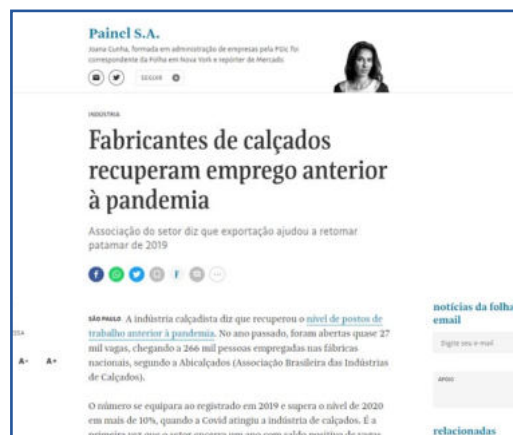 Painel S.A.
Joana Cunha, formada em administração de empresas pela FGV, foi
correspondente da Folha em Nova York e repórter de Mercado
SEGUIR
INDÚSTRIA
Fabricantes de calçados
recuperam emprego anterior
à pandemia
Associação do setor diz que exportação ajudou a retomar
patamar de 2019
F
A- A+
SÃO PAULO A indústria calçadista diz que recuperou o nível de postos de
trabalho anterior à pandemia. No ano passado, foram abertas quase 27
mil vagas, chegando a 266 mil pessoas empregadas nas fábricas
nacionais, segundo a Abicalçados (Associação Brasileira das Indústrias
de Calçados).
O número se equipara ao registrado em 2019 e supera o nível de 2020
em mais de 10%, quando a Covid atingiu a indústria de calçados. É a
notícias da folha
email
Digite seu e-mail
APOIO
relacionadas